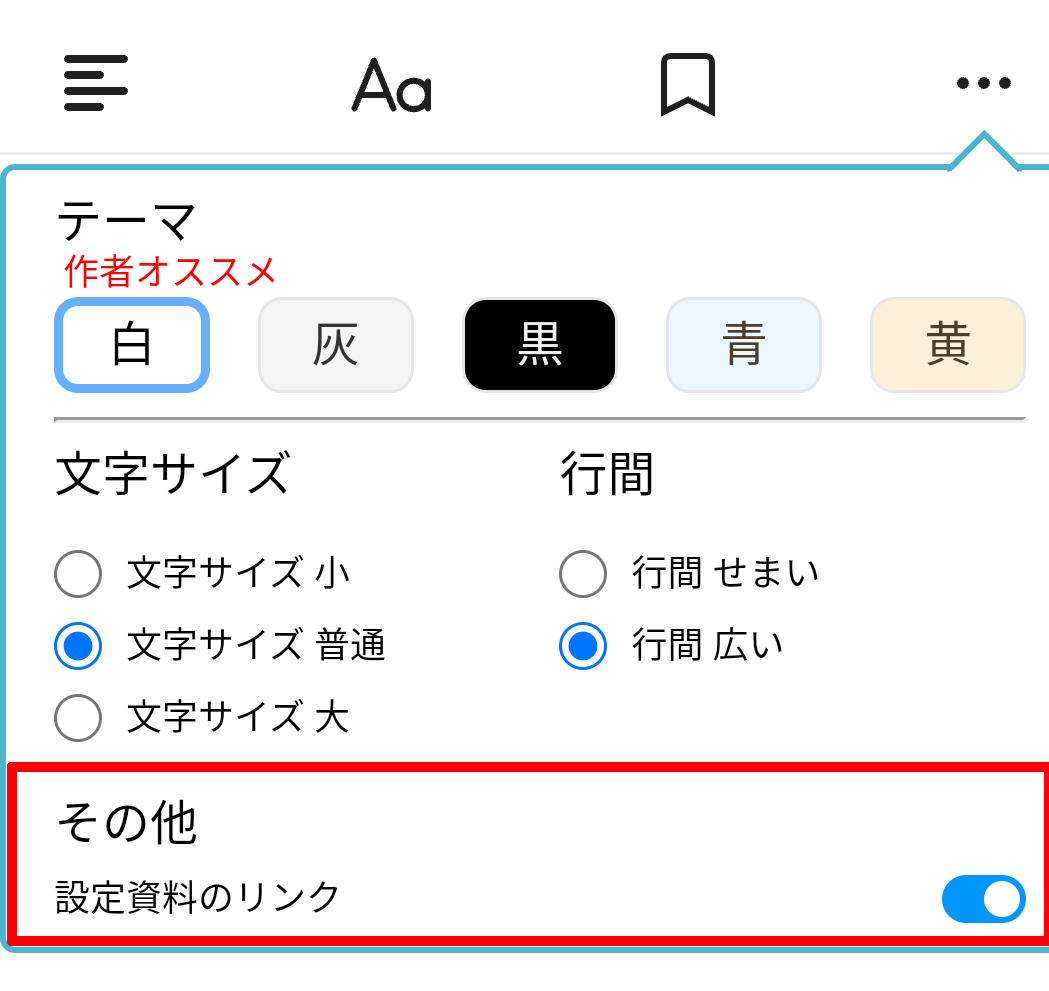 Aa
テーマ
作者オススメ
白 灰 黒 青 黄
文字サイズ 行間
文字サイズ 小 行間 せまい
文字サイズ 普通 行間 広い
文字サイズ 大
その他
設定資料のリンク